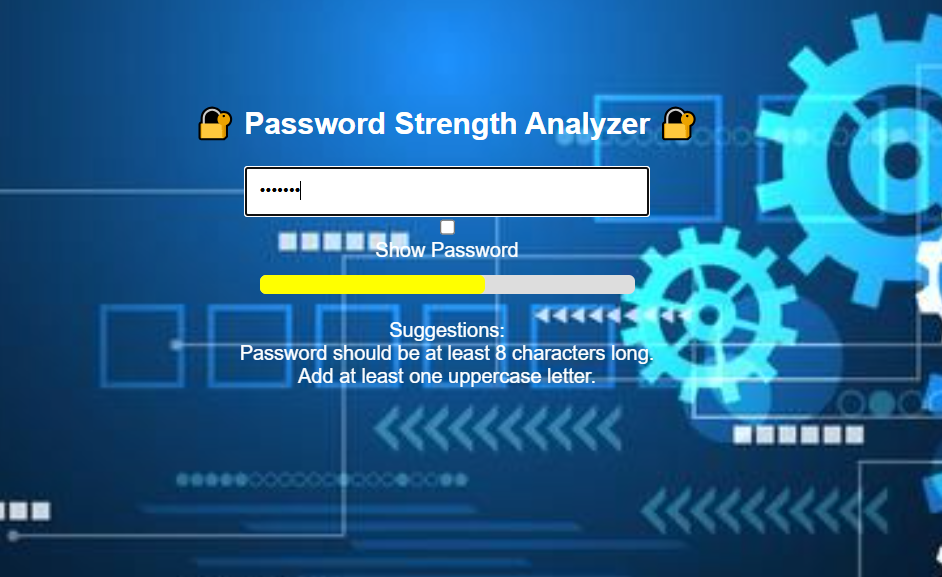 🔐 Password Strength Analyzer 🔐
•••••••
Show Password
Suggestions:
Password should be at least 8 characters long.
Add at least one uppercase letter.